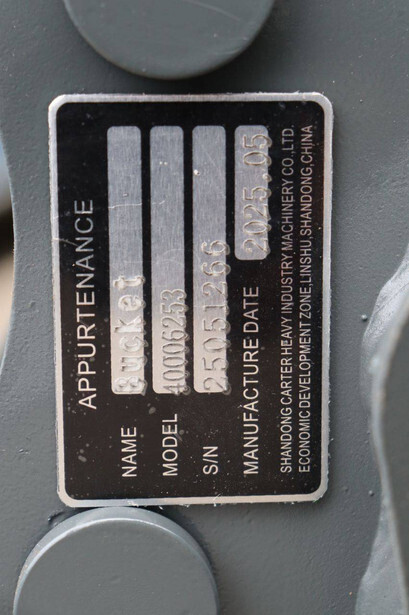 APPURTENANCE
NAME Bucket
MODEL 40006253
S/N 25051266
MANUFACTURE DATE 2025.05
SHANDONG CARTER HEAVY INDUSTRY MACHINERY CO.,LTD.
ECONOMIC DEVELOPMENT ZONE,LINSHU,SHANDONG,CHINA